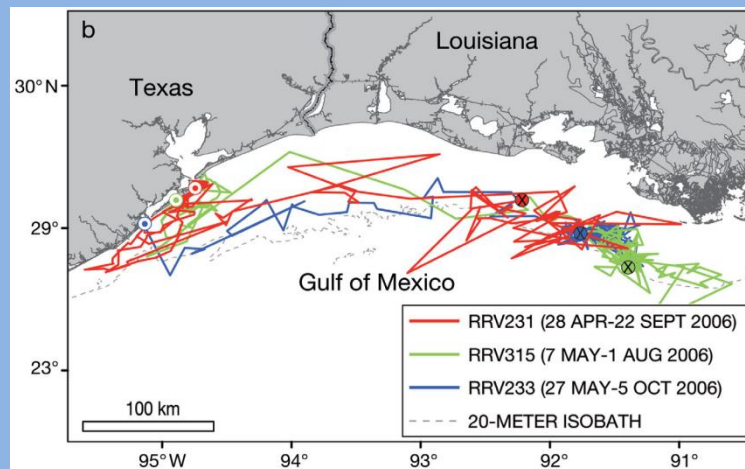 b
Louisiana
30° N
Texas
29°
Gulf of Mexico
RRV231 (28 APR-22 SEPT 2006)
RRV315 (7 MAY-1 AUG 2006)
23°
RRV233 (27 MAY-5 OCT 2006)
100 km
20-METER ISOBATH
95° W
94°
93°
92°
91°